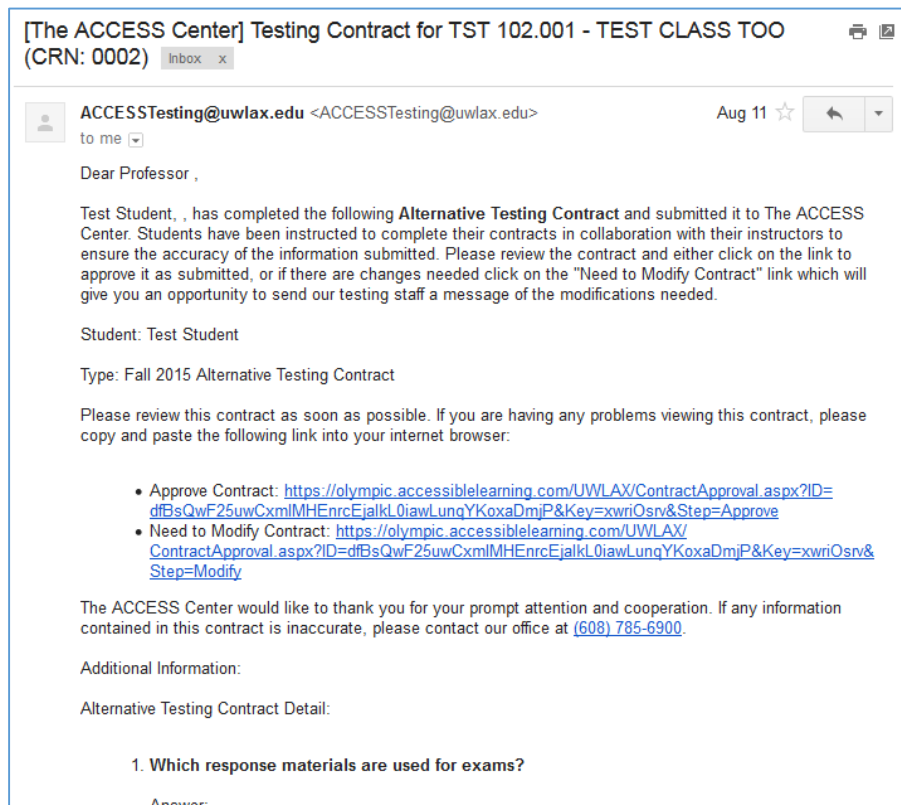 [The ACCESS Center] Testing Contract for TST 102.001 - TEST CLASS TOO
(CRN: 0002) Inbox x
ACCESSTesting@uwlax.edu <ACCESSTesting@uwlax.edu> Aug 11
to me
Dear Professor ,
Test Student, , has completed the following Alternative Testing Contract and submitted it to The ACCESS
Center. Students have been instructed to complete their contracts in collaboration with their instructors to
ensure the accuracy of the information submitted. Please review the contract and either click on the link to
approve it as submitted, or if there are changes needed click on the "Need to Modify Contract" link which will
give you an opportunity to send our testing staff a message of the modifications needed.
Student: Test Student
Type: Fall 2015 Alternative Testing Contract
Please review this contract as soon as possible. If you are having any problems viewing this contract, please
copy and paste the following link into your internet browser:
• Approve Contract: https://olympic.accessiblelearning.com/UWLAX/ContractApproval.aspx?ID=
dfBsQwF25uwCxmlMHEnrcEjalkL0iawLunqYKoxaDmjP&Key=xwriOsrv&Step=Approve
• Need to Modify Contract: https://olympic.accessiblelearning.com/UWLAX/
ContractApproval.aspx?ID=dfBsQwF25uwCxmlMHEnrcEjalkL0iawLunqYKoxaDmjP&Key=xwriOsrv&
Step=Modify
The ACCESS Center would like to thank you for your prompt attention and cooperation. If any information
contained in this contract is inaccurate, please contact our office at (608) 785-6900.
Additional Information:
Alternative Testing Contract Detail:
1. Which response materials are used for exams?
Answer: